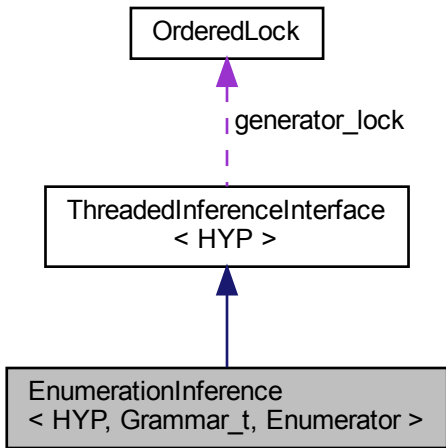 OrderedLock
generator_lock
ThreadedInferenceInterface
< HYP >
EnumerationInference
< HYP, Grammar_t, Enumerator >